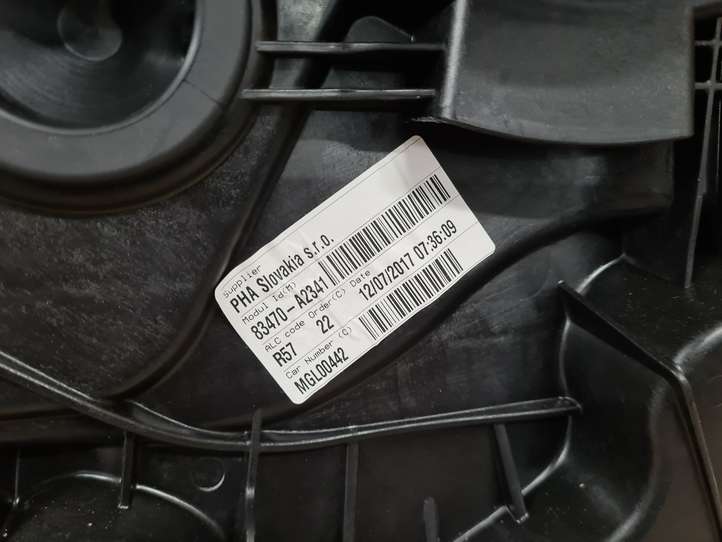 supplier
PHA Slovakia s.r.o.
Modul Id(M)
83470-A2341
ALC code Order(C) Date
R57 22 12/07/2017 07:36:09
Car Number (C)
MGL00442